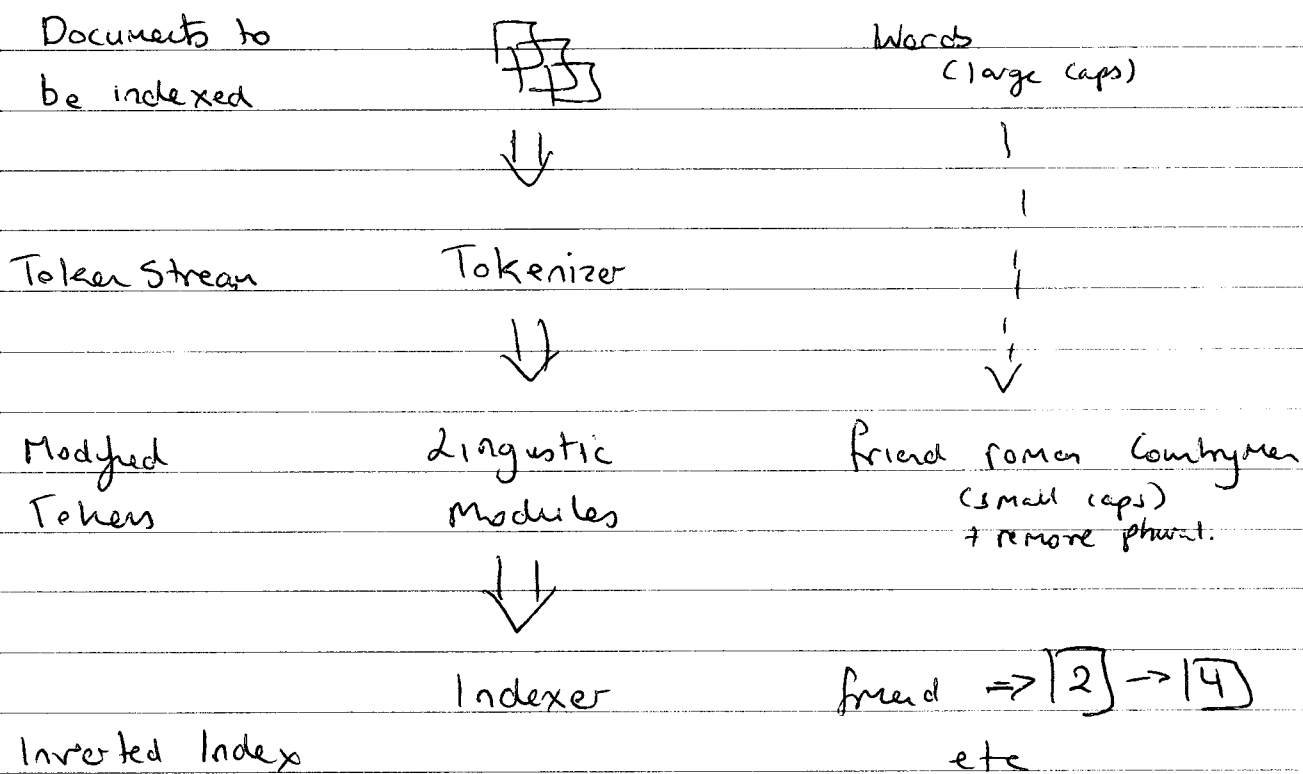 Documents to
be indexed
Words
(large caps)
Token Stream
Tokenizer
Modified
Tokens
Lingustic
Modules
friend roman Countrymen
(small caps)
+ remove plural.
Indexer
friend => 2 -> 4
Inverted Index
etc